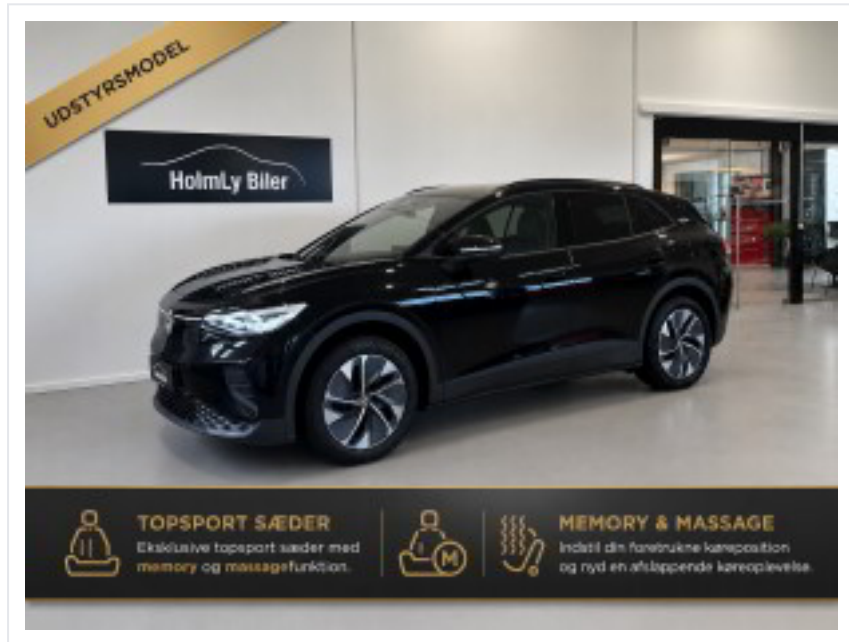 UDSTYRSMODEL
HolmLy Biler
TOPSPORT SÆDER
Eksklusive topsport sæder med
memory og massagefunktion.
M
MEMORY & MASSAGE
Indstil din foretrukne køreposition
og nyd en afslappende køreoplevelse.